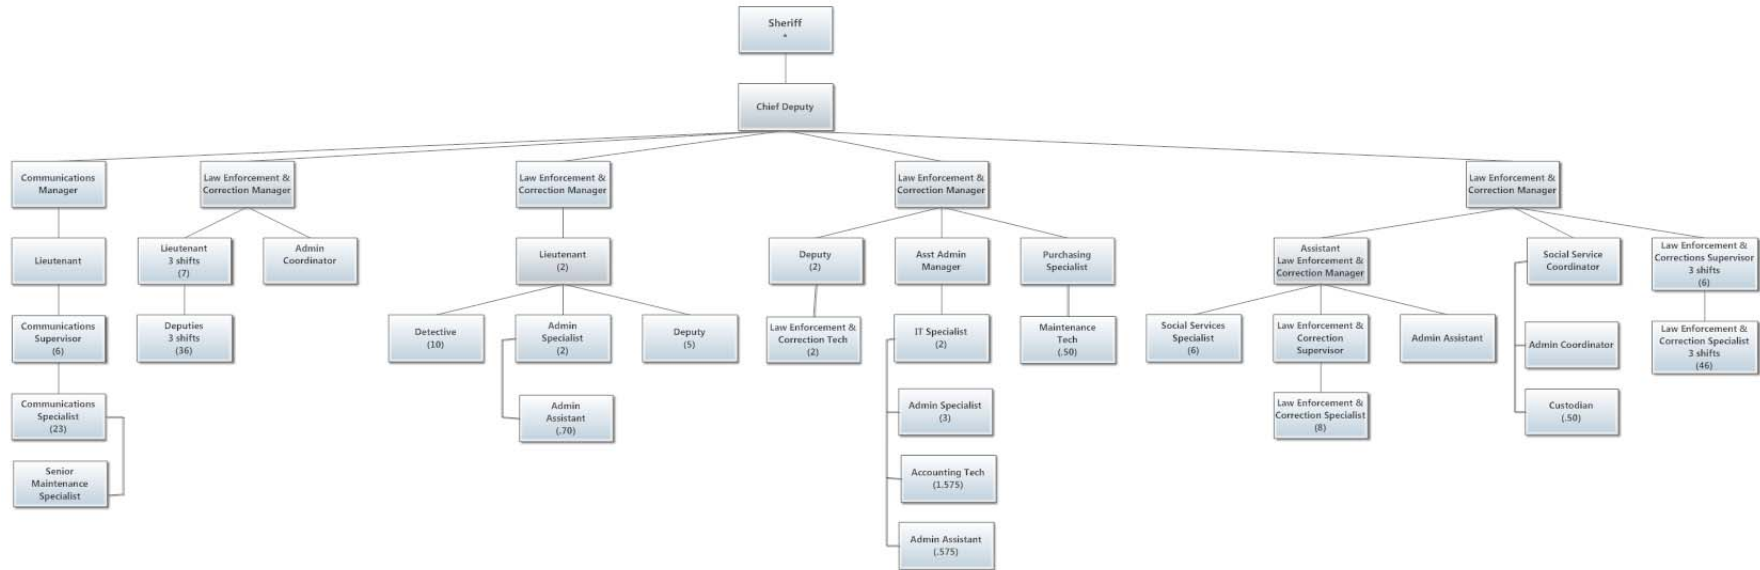 Sheriff
*
Chief Deputy
Communications
Manager
Law Enforcement &
Correction Manager
Law Enforcement &
Correction Manager
Law Enforcement &
Correction Manager
Law Enforcement &
Correction Manager
Lieutenant
Lieutenant
3 shifts
(7)
Admin
Coordinator
Lieutenant
(2)
Deputy
(2)
Asst Admin
Manager
Purchasing
Specialist
Assistant
Law Enforcement &
Correction Manager
Social Service
Coordinator
Law Enforcement &
Corrections Supervisor
3 shifts
(6)
Communications
Supervisor
(6)
Deputies
3 shifts
(36)
Detective
(10)
Admin
Specialist
(2)
Deputy
(5)
Law Enforcement &
Correction Tech
(2)
IT Specialist
(2)
Maintenance
Tech
(.50)
Social Services
Specialist
(6)
Law Enforcement &
Correction
Supervisor
Admin Assistant
Admin Coordinator
Law Enforcement &
Correction Specialist
3 shifts
(46)
Communications
Specialist
(23)
Admin
Assistant
(.70)
Admin Specialist
(3)
Law Enforcement &
Correction Specialist
(8)
Custodian
(.50)
Senior
Maintenance
Specialist
Accounting Tech
(1.575)
Admin Assistant
(.575)